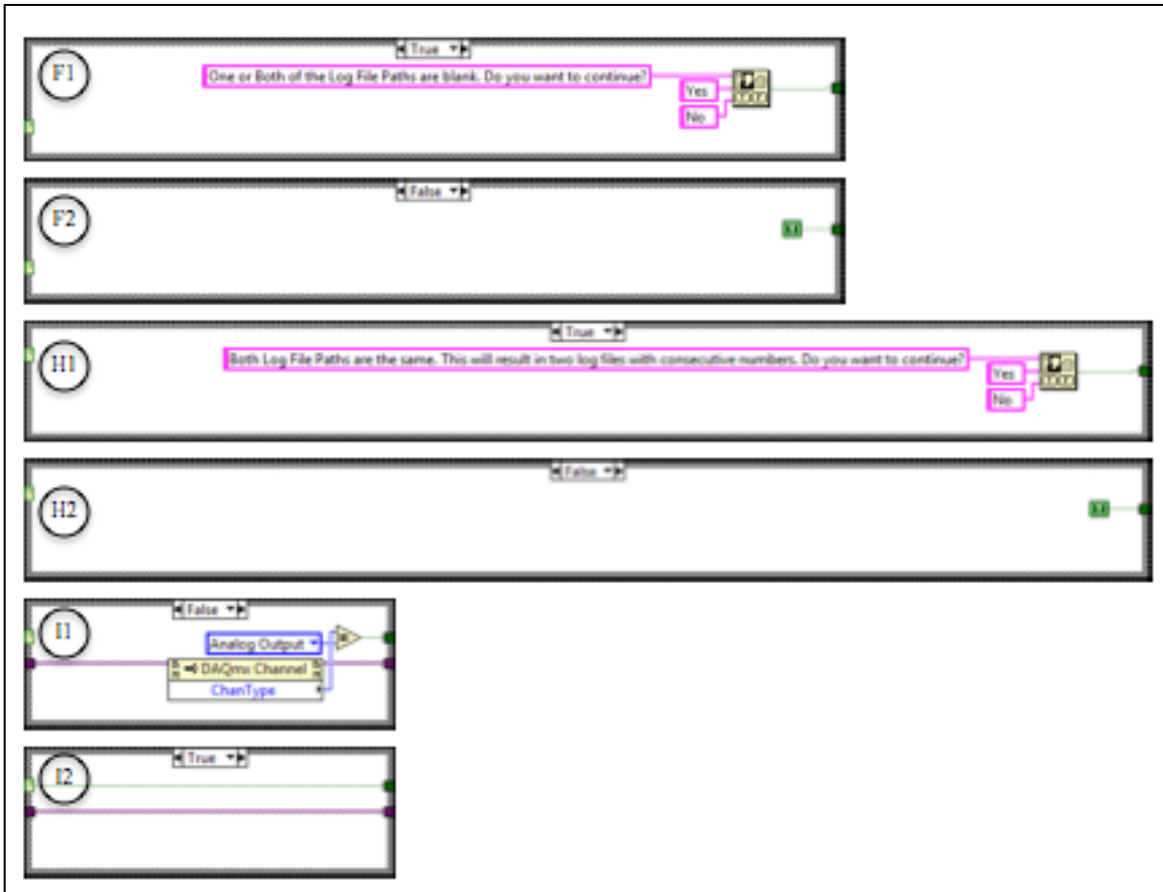 True
F1
One or Both of the Log File Paths are blank. Do you want to continue?
Yes
No
False
F2
True
H1
Both Log File Paths are the same. This will result in two log files with consecutive numbers. Do you want to continue?
Yes
No
False
H2
False
I1
Analog Output
DAQmx Channel
ChanType
True
I2